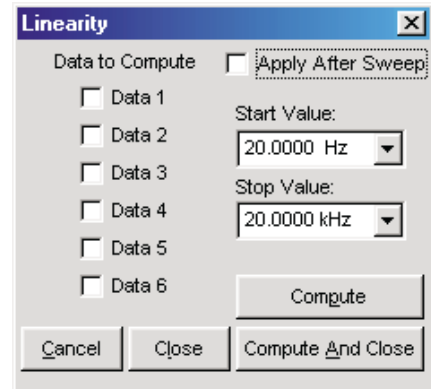 Linearity
Data to Compute
Apply After Sweep
Data 1
Data 2
Data 3
Data 4
Data 5
Data 6
Start Value:
20.0000 Hz
Stop Value:
20.0000 kHz
Compute
Cancel
Close
Compute And Close